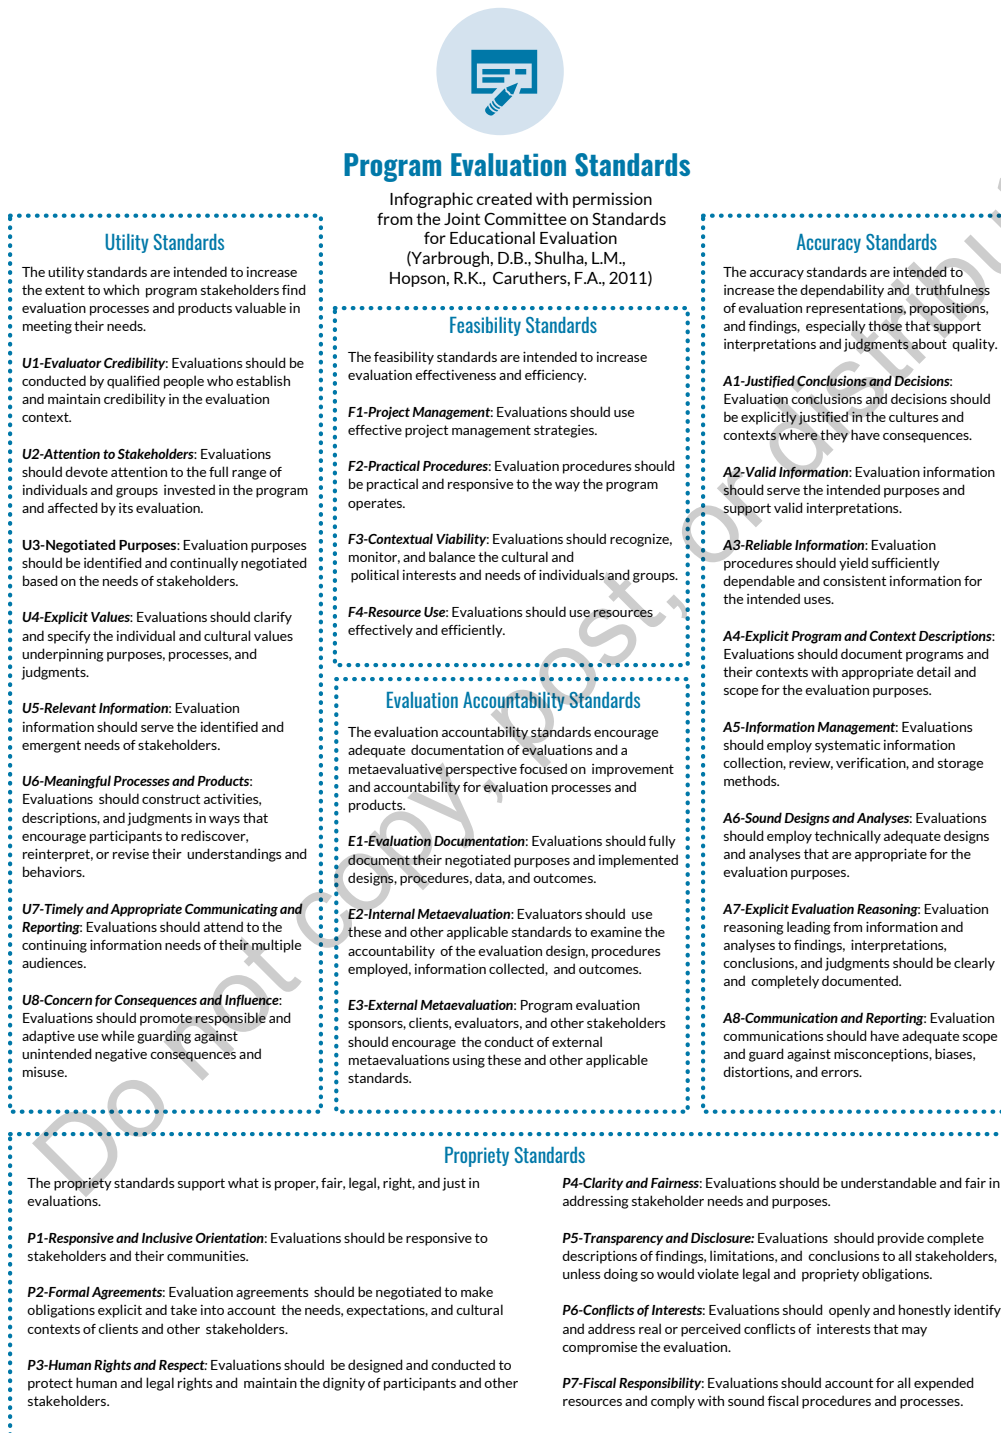 Program Evaluation Standards
Infographic created with permission
from the Joint Committee on Standards
for Educational Evaluation
(Yarbrough, D.B., Shulha, L.M.,
Hopson, R.K., Caruthers, F.A., 2011)
Utility Standards
The utility standards are intended to increase
the extent to which program stakeholders find
evaluation processes and products valuable in
meeting their needs.
U1-Evaluator Credibility: Evaluations should be
conducted by qualified people who establish
and maintain credibility in the evaluation
context.
U2-Attention to Stakeholders: Evaluations
should devote attention to the full range of
individuals and groups invested in the program
and affected by its evaluation.
U3-Negotiated Purposes: Evaluation purposes
should be identified and continually negotiated
based on the needs of stakeholders.
U4-Explicit Values: Evaluations should clarify
and specify the individual and cultural values
underpinning purposes, processes, and
judgments.
U5-Relevant Information: Evaluation
information should serve the identified and
emergent needs of stakeholders.
U6-Meaningful Processes and Products:
Evaluations should construct activities,
descriptions, and judgments in ways that
encourage participants to rediscover,
reinterpret, or revise their understandings and
behaviors.
U7-Timely and Appropriate Communicating and
Reporting: Evaluations should attend to the
continuing information needs of their multiple
audiences.
U8-Concern for Consequences and Influence:
Evaluations should promote responsible and
adaptive use while guarding against
unintended negative consequences and
misuse.
Feasibility Standards
The feasibility standards are intended to increase
evaluation effectiveness and efficiency.
F1-Project Management: Evaluations should use
effective project management strategies.
F2-Practical Procedures: Evaluation procedures should
be practical and responsive to the way the program
operates.
F3-Contextual Viability: Evaluations should recognize,
monitor, and balance the cultural and
political interests and needs of individuals and groups.
F4-Resource Use: Evaluations should use resources
effectively and efficiently.
Evaluation Accountability Standards
The evaluation accountability standards encourage
adequate documentation of evaluations and a
metaevaluative perspective focused on improvement
and accountability for evaluation processes and
products.
E1-Evaluation Documentation: Evaluations should fully
document their negotiated purposes and implemented
designs, procedures, data, and outcomes.
E2-Internal Metaevaluation: Evaluators should use
these and other applicable standards to examine the
accountability of the evaluation design, procedures
employed, information collected, and outcomes.
E3-External Metaevaluation: Program evaluation
sponsors, clients, evaluators, and other stakeholders
should encourage the conduct of external
metaevaluations using these and other applicable
standards.
Accuracy Standards
The accuracy standards are intended to
increase the dependability and truthfulness
of evaluation representations, propositions,
and findings, especially those that support
interpretations and judgments about quality.
A1-Justified Conclusions and Decisions:
Evaluation conclusions and decisions should
be explicitly justified in the cultures and
contexts where they have consequences.
A2-Valid Information: Evaluation information
should serve the intended purposes and
support valid interpretations.
A3-Reliable Information: Evaluation
procedures should yield sufficiently
dependable and consistent information for
the intended uses.
A4-Explicit Program and Context Descriptions:
Evaluations should document programs and
their contexts with appropriate detail and
scope for the evaluation purposes.
A5-Information Management: Evaluations
should employ systematic information
collection, review, verification, and storage
methods.
A6-Sound Designs and Analyses: Evaluations
should employ technically adequate designs
and analyses that are appropriate for the
evaluation purposes.
A7-Explicit Evaluation Reasoning: Evaluation
reasoning leading from information and
analyses to findings, interpretations,
conclusions, and judgments should be clearly
and completely documented.
A8-Communication and Reporting: Evaluation
communications should have adequate scope
and guard against misconceptions, biases,
distortions, and errors.
Propriety Standards
The propriety standards support what is proper, fair, legal, right, and just in
evaluations.
P1-Responsive and Inclusive Orientation: Evaluations should be responsive to
stakeholders and their communities.
P2-Formal Agreements: Evaluation agreements should be negotiated to make
obligations explicit and take into account the needs, expectations, and cultural
contexts of clients and other stakeholders.
P3-Human Rights and Respect: Evaluations should be designed and conducted to
protect human and legal rights and maintain the dignity of participants and other
stakeholders.
P4-Clarity and Fairness: Evaluations should be understandable and fair in
addressing stakeholder needs and purposes.
P5-Transparency and Disclosure: Evaluations should provide complete
descriptions of findings, limitations, and conclusions to all stakeholders,
unless doing so would violate legal and propriety obligations.
P6-Conflicts of Interests: Evaluations should openly and honestly identify
and address real or perceived conflicts of interests that may
compromise the evaluation.
P7-Fiscal Responsibility: Evaluations should account for all expended
resources and comply with sound fiscal procedures and processes.
Do not copy, post, or